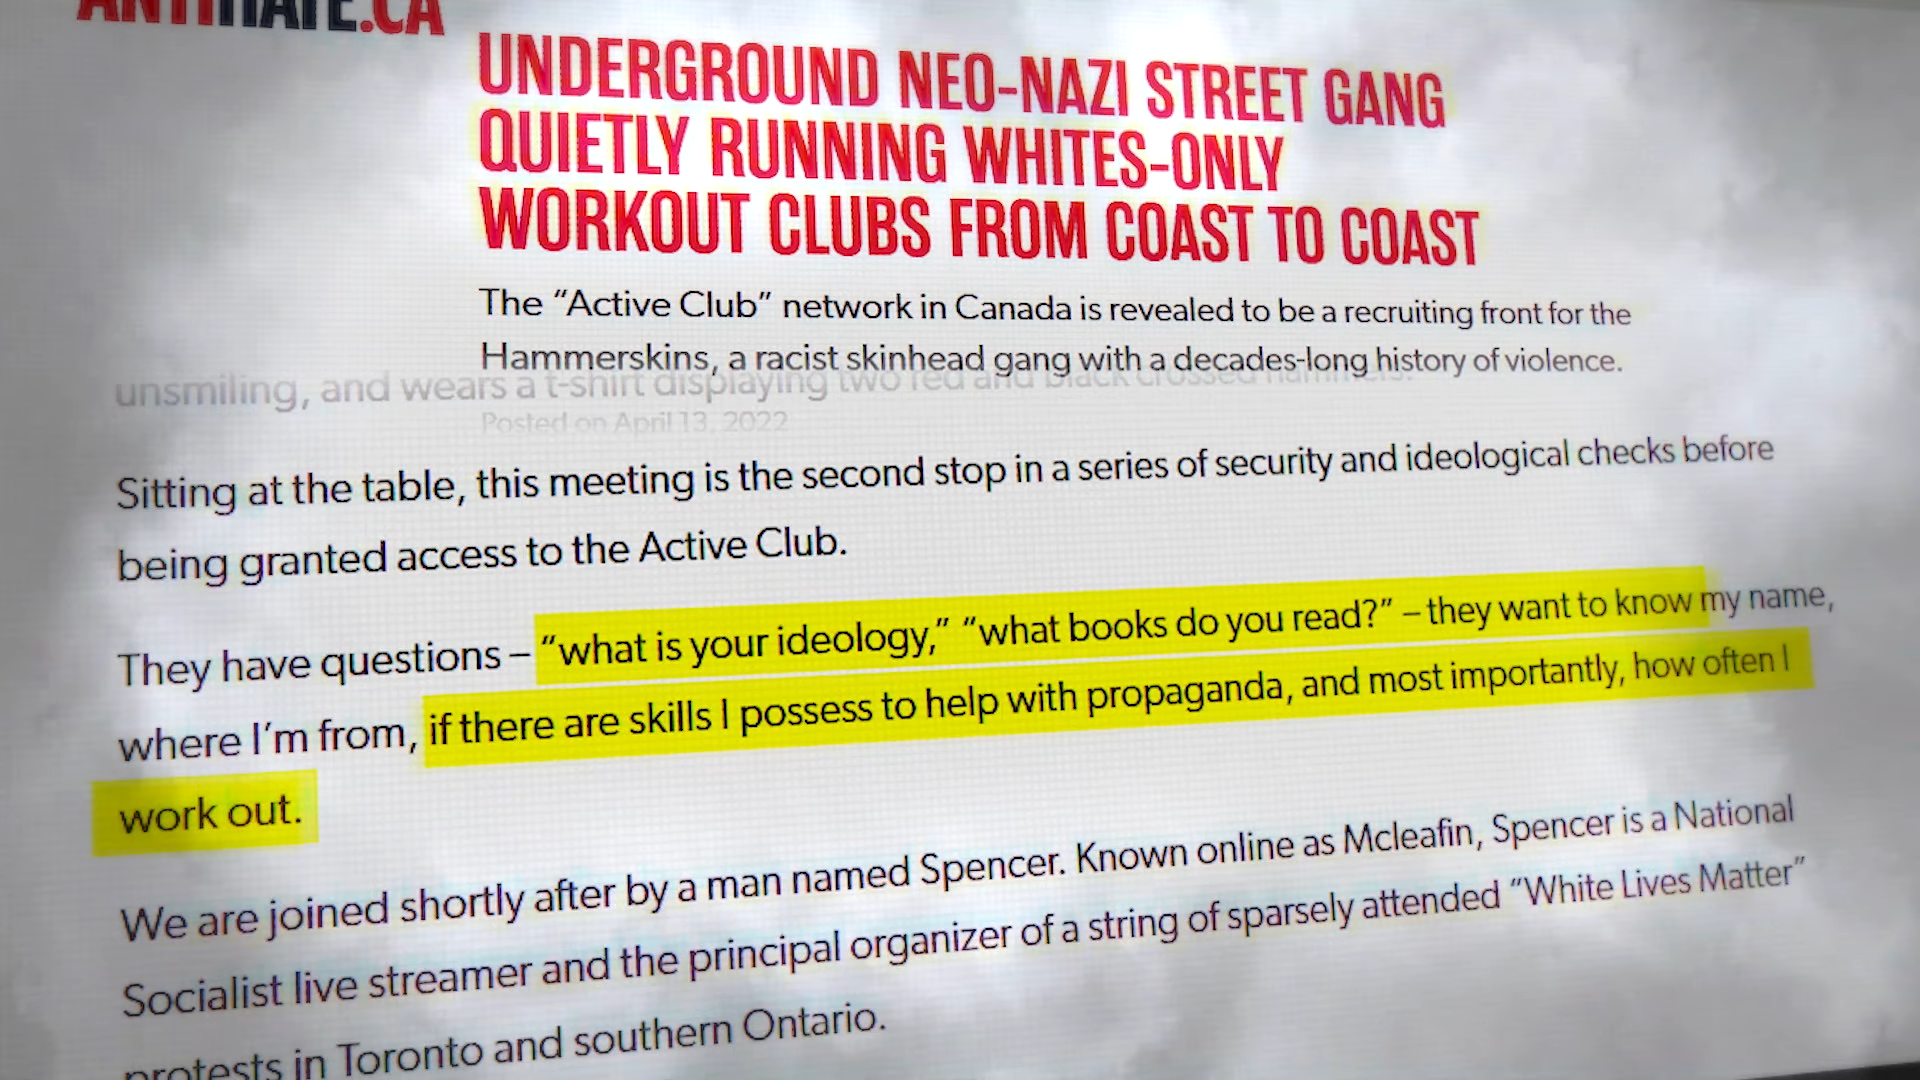 ANTIHATE.CA
UNDERGROUND NEO-NAZI STREET GANG
QUIETLY RUNNING WHITES-ONLY
WORKOUT CLUBS FROM COAST TO COAST
The “Active Club” network in Canada is revealed to be a recruiting front for the
Hammerskins, a racist skinhead gang with a decades-long history of violence.
unsmiling, and wears a t-shirt displaying two red and black crossed hammers.
Posted on April 13, 2022
Sitting at the table, this meeting is the second stop in a series of security and ideological checks before
being granted access to the Active Club.
They have questions – “what is your ideology,” “what books do you read?” – they want to know my name,
where I’m from, if there are skills I possess to help with propaganda, and most importantly, how often I
work out.
We are joined shortly after by a man named Spencer. Known online as Mcleafin, Spencer is a National
Socialist live streamer and the principal organizer of a string of sparsely attended “White Lives Matter”
protests in Toronto and southern Ontario.